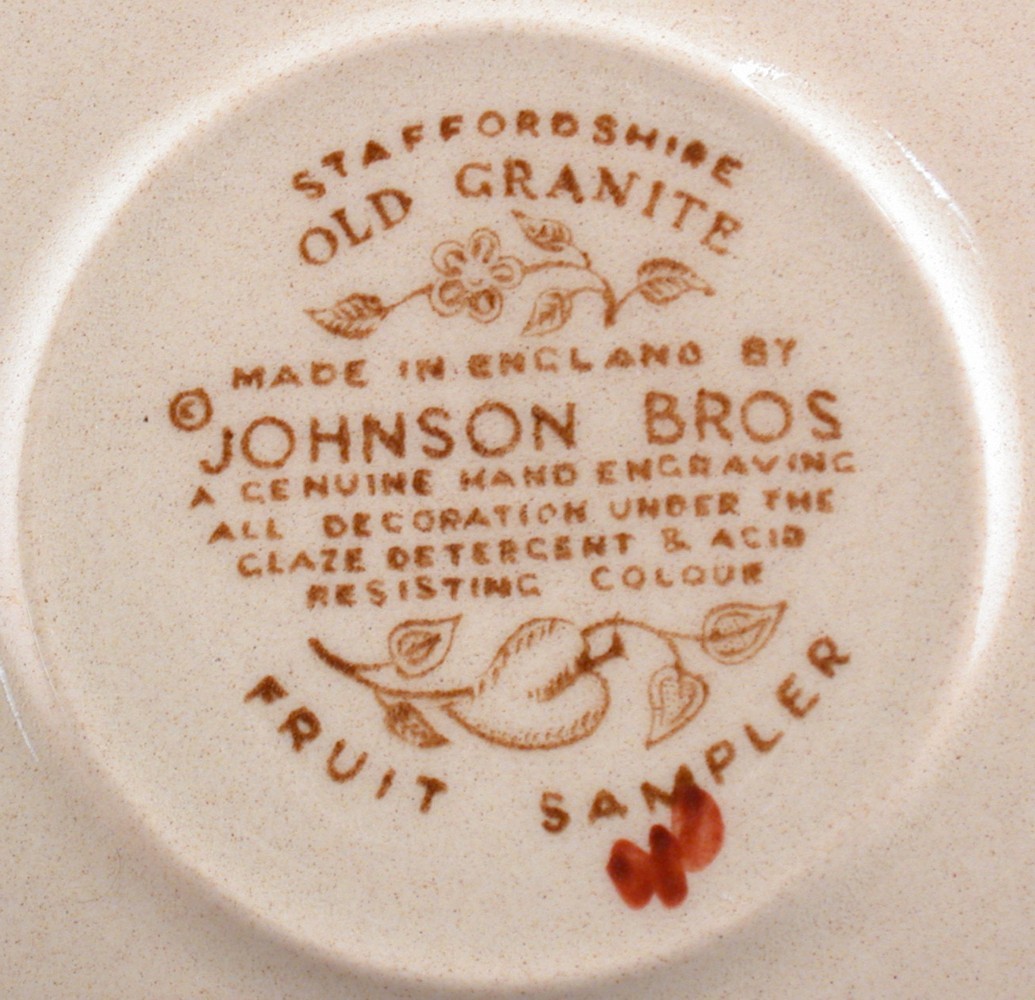 STAFFORDSHIRE
OLD GRANITE
MADE IN ENGLAND BY
© JOHNSON BROS
A GENUINE HAND ENGRAVING
ALL DECORATION UNDER THE
GLAZE DETERGENT & ACID
RESISTING COLOUR
FRUIT SAMPLER